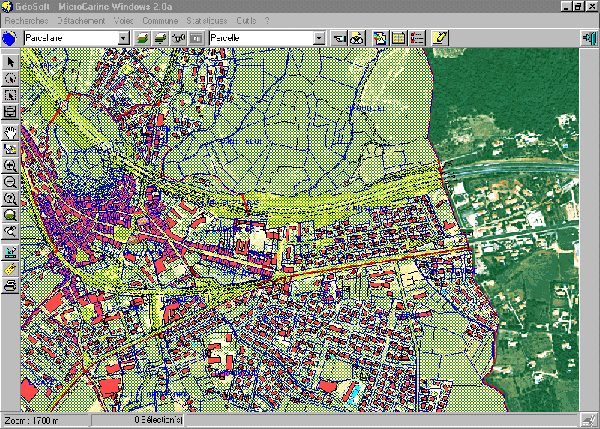 GéoSoft MicroCarine Windows 2.0a
Recherches Détachement Voies Commune Statistiques Outils ?
Parcellaire Parcelle
Zoom : 1700 m 0 Sélection(s)